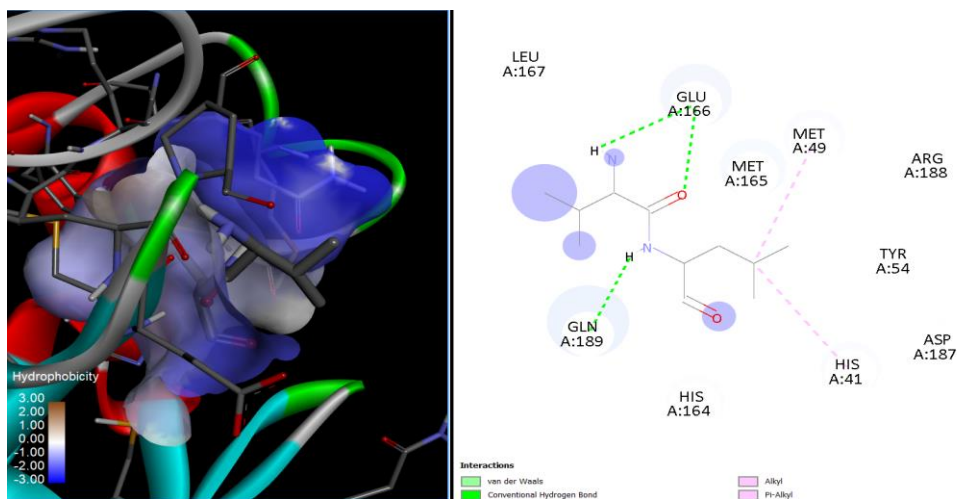 Hydrophobicity
3.00
2.00
1.00
0.00
-1.00
-2.00
-3.00
LEU
A:167
GLU
A:166
MET
A:49
MET
A:165
ARG
A:188
H
N
O
N
H
TYR
A:54
GLN
A:189
O
ASP
A:187
HIS
A:41
HIS
A:164
Interactions
van der Waals
Conventional Hydrogen Bond
Alkyl
Pi-Alkyl